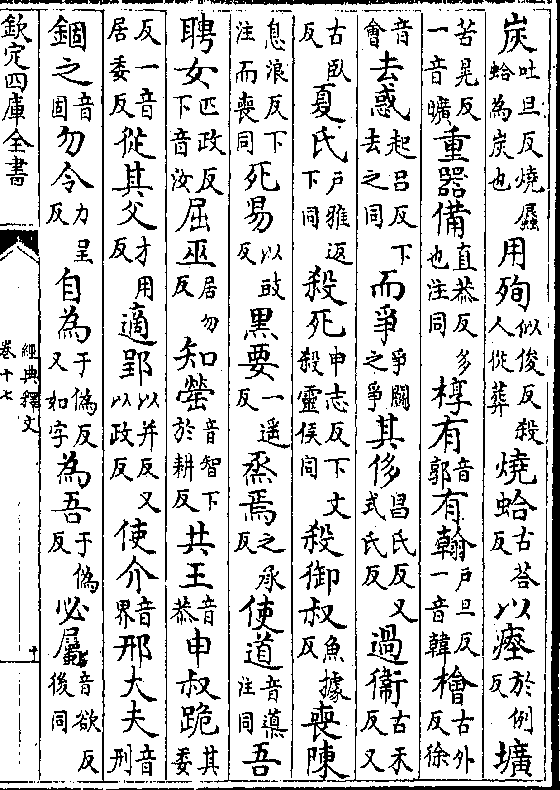 炭吐旦反燒蜃蛤為炭也用殉似俊反殺人從葬燒蛤古荅反以瘞於例反壙
苦晃反一音曠重器備直恭反多也注同椁有音郭有翰戶旦反一音韓檜古外反徐
音會去惑起呂反下去之同而爭爭鬬之爭其侈昌氏反又式氏反過衞古禾反又
古臥反夏氏戶雅返下同殺死申志反下文殺靈侯同殺御叔魚據反喪陳
息浪反下注而喪同死易以豉反黒要一遥反烝焉之承反使道音導注同吾
聘女匹政反下音汝屈巫居勿反知罃音智下於耕反共王音恭申叔跪其委
反一音居委反從其父才用反適郢以井反又以政反使介音界邢大夫音刑
錮之音固勿令力呈反自為于偽反又如字為吾于偽反必屬音欲反後同
欽定四庫全書
經典釋文
卷十七
十